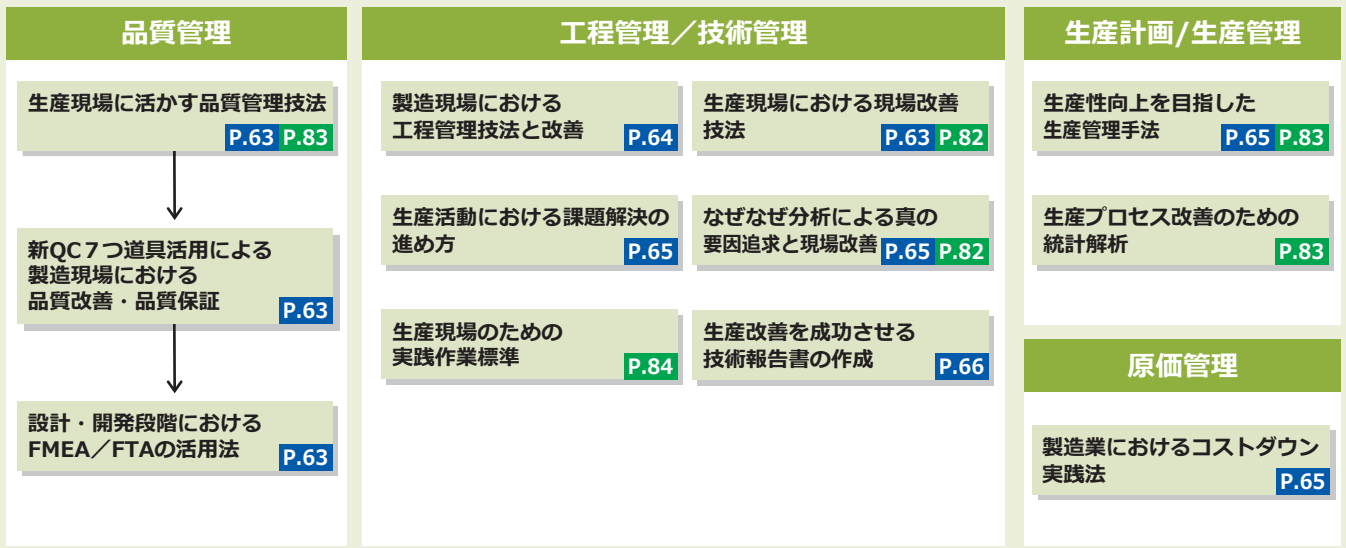 品質管理
生産現場に活かす品質管理技法
P.63 P.83
新QC７つ道具活用による
製造現場における
品質改善・品質保証
P.63
設計・開発段階における
FMEA／FTAの活用法
P.63
工程管理／技術管理
製造現場における
工程管理技法と改善
P.64
生産現場における現場改善
技法
P.63 P.82
生産活動における課題解決の
進め方
P.65
なぜなぜ分析による真の
要因追求と現場改善
P.65 P.82
生産現場のための
実践作業標準
P.84
生産改善を成功させる
技術報告書の作成
P.66
生産計画/生産管理
生産性向上を目指した
生産管理手法
P.65 P.83
生産プロセス改善のための
統計解析
P.83
原価管理
製造業におけるコストダウン
実践法
P.65